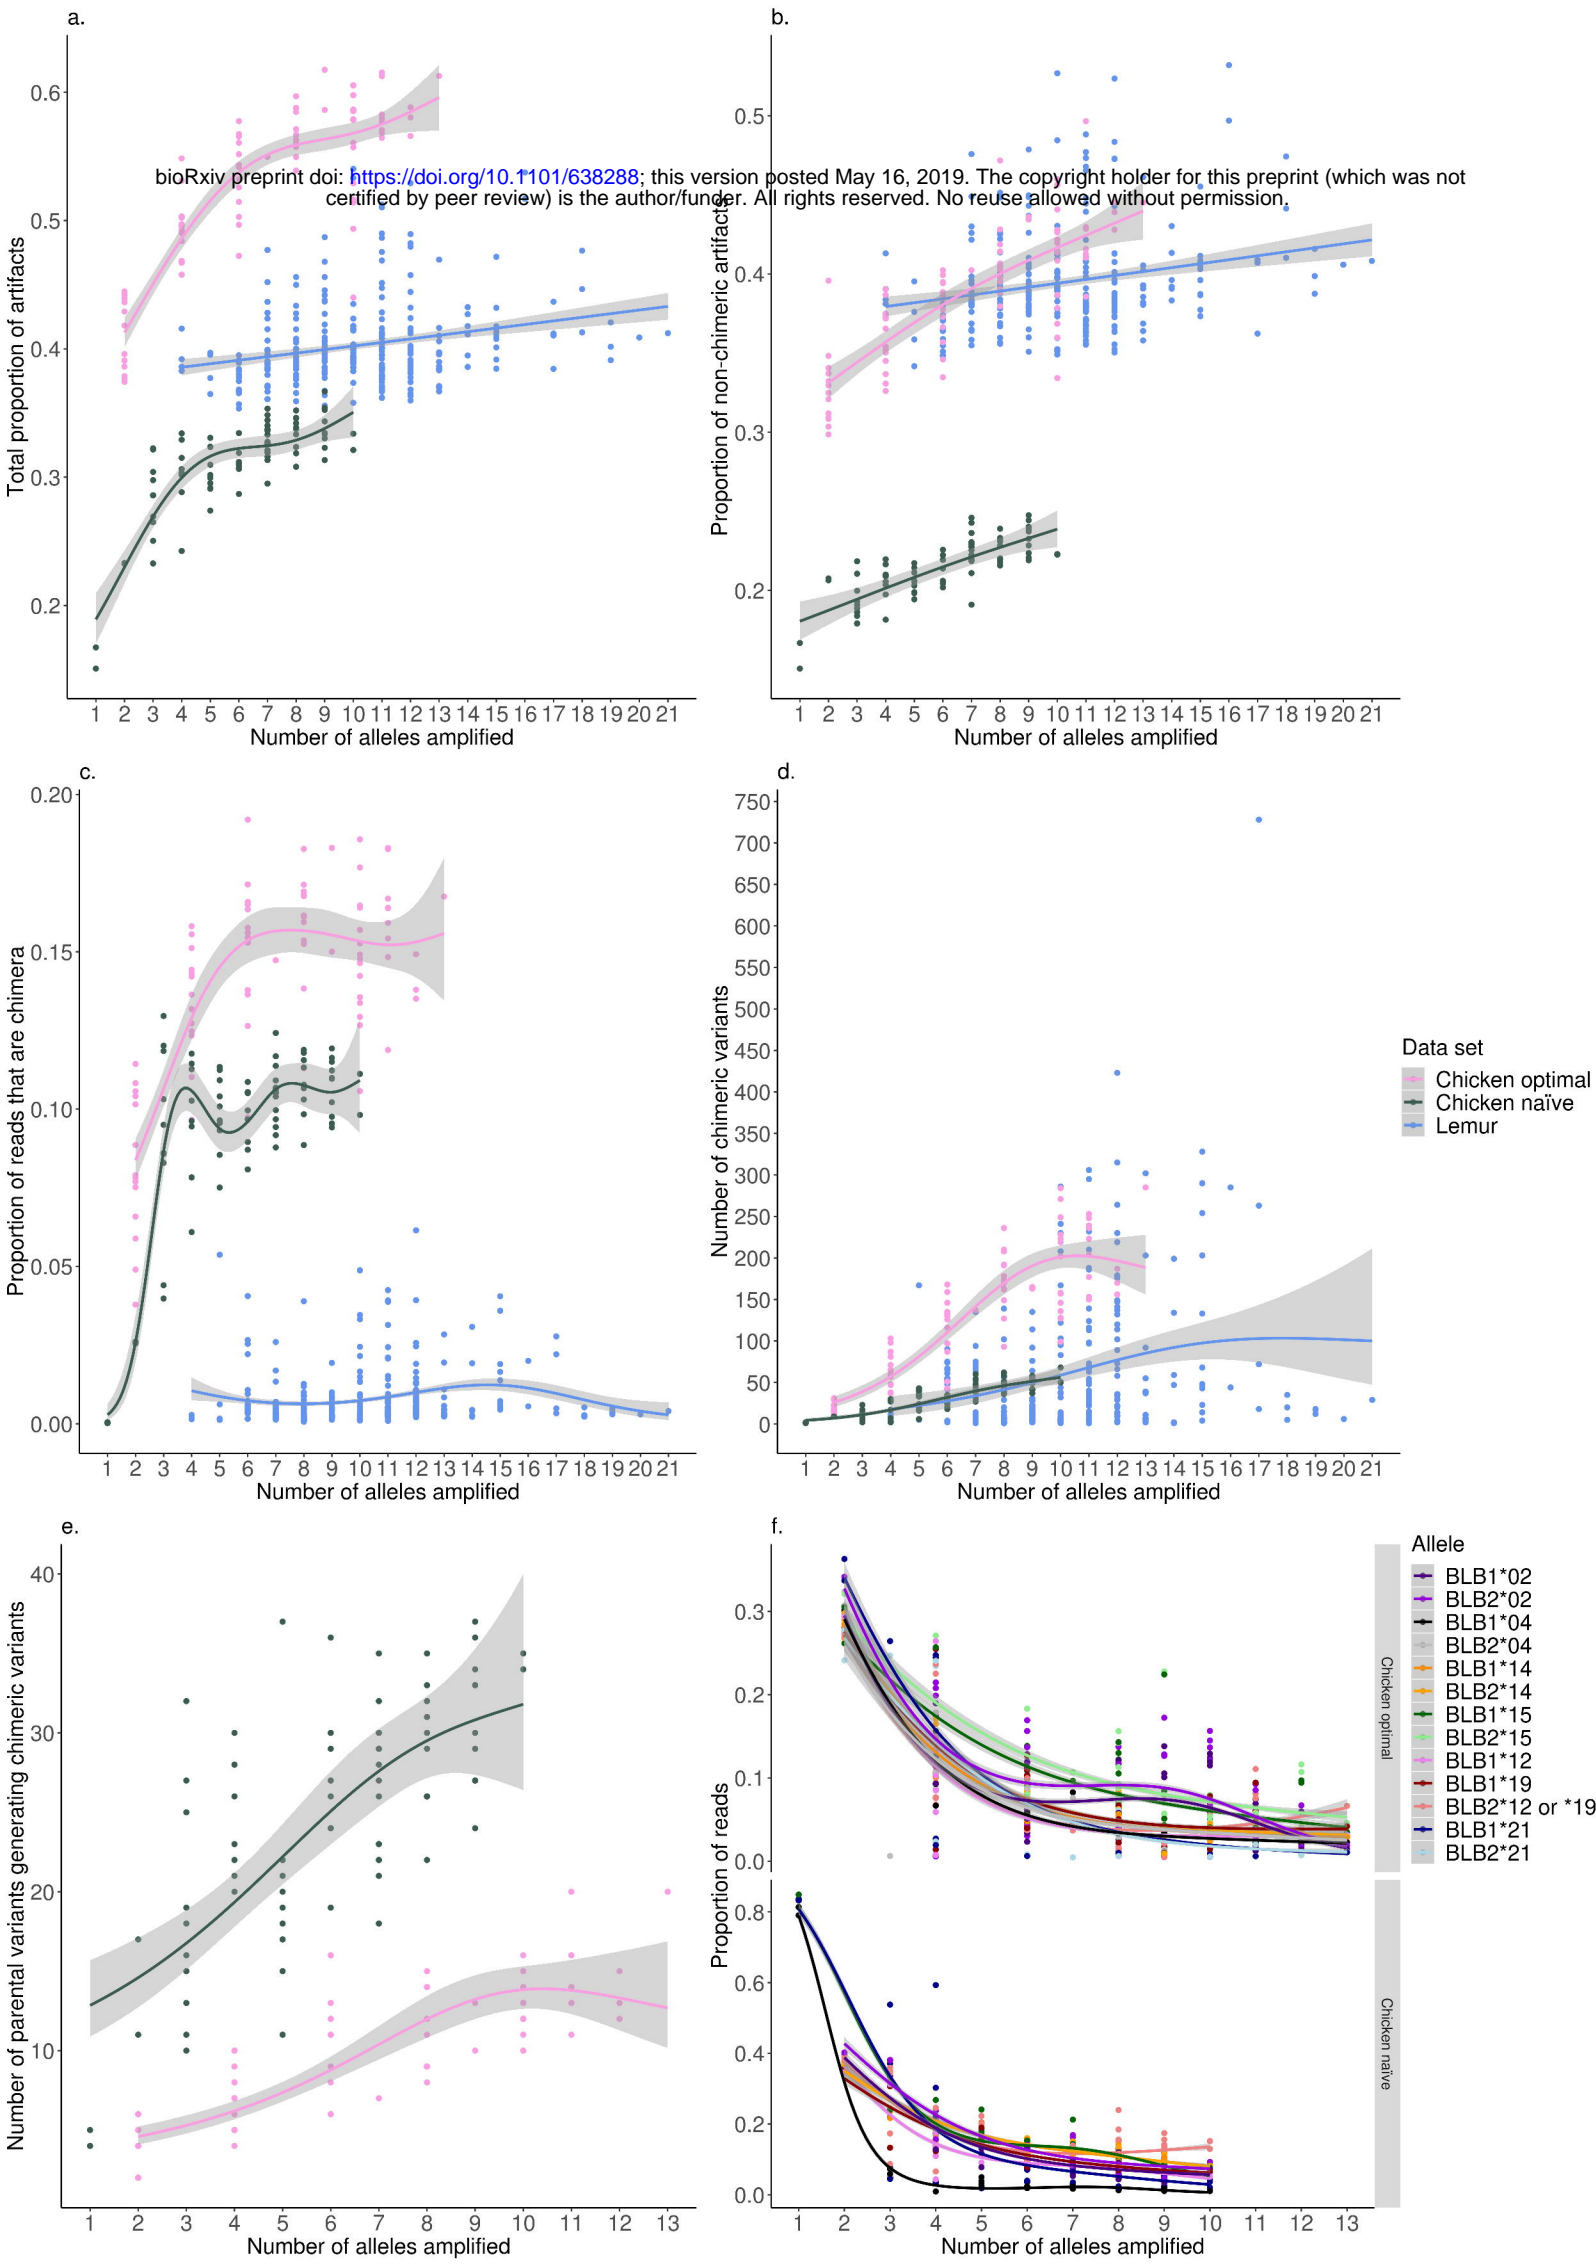 a.
b.
bioRxiv preprint doi: https://doi.org/10.1101/638288; this version posted May 16, 2019. The copyright holder for this preprint (which was not
certified by peer review) is the author/funder. All rights reserved. No reuse allowed without permission.
Total proportion of artifacts
0.6
0.5
0.4
0.3
0.2
1 2 3 4 5 6 7 8 9 10 11 12 13 14 15 16 17 18 19 20 21
Number of alleles amplified
Proportion of non-chimeric artifacts
0.5
0.4
0.3
0.2
1 2 3 4 5 6 7 8 9 10 11 12 13 14 15 16 17 18 19 20 21
Number of alleles amplified
c.
Proportion of reads that are chimera
0.20
0.15
0.10
0.05
0.00
1 2 3 4 5 6 7 8 9 10 11 12 13 14 15 16 17 18 19 20 21
Number of alleles amplified
d.
Number of chimeric variants
750
700
650
600
550
500
450
400
350
300
250
200
150
100
50
0
1 2 3 4 5 6 7 8 9 10 11 12 13 14 15 16 17 18 19 20 21
Number of alleles amplified
Data set
Chicken optimal
Chicken naïve
Lemur
e.
Number of parental variants generating chimeric variants
40
30
20
10
1 2 3 4 5 6 7 8 9 10 11 12 13
Number of alleles amplified
f.
Proportion of reads
0.3
0.2
0.1
0.0
Chicken optimal
0.8
0.6
0.4
0.2
0.0
Chicken naïve
1 2 3 4 5 6 7 8 9 10 11 12 13
Number of alleles amplified
Allele
BLB1*02
BLB2*02
BLB1*04
BLB2*04
BLB1*14
BLB2*14
BLB1*15
BLB2*15
BLB1*12
BLB1*19
BLB2*12 or *19
BLB1*21
BLB2*21